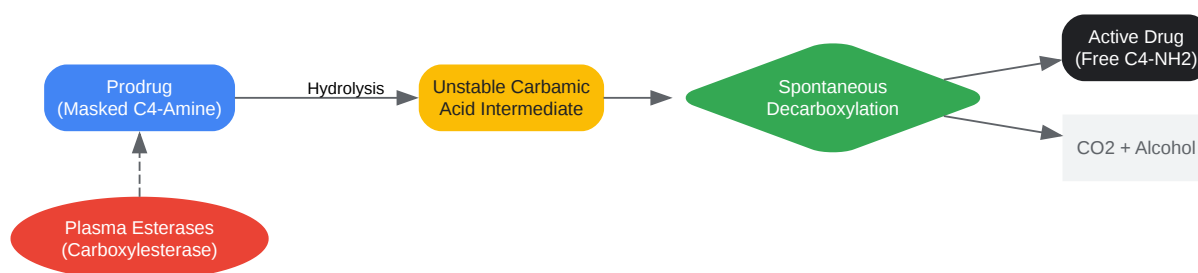 Prodrug
(Masked C4-Amine)
Hydrolysis
Unstable Carbamic
Acid Intermediate
Spontaneous
Decarboxylation
Active Drug
(Free C4-NH2)
CO2 + Alcohol
Plasma Esterases
(Carboxylesterase)